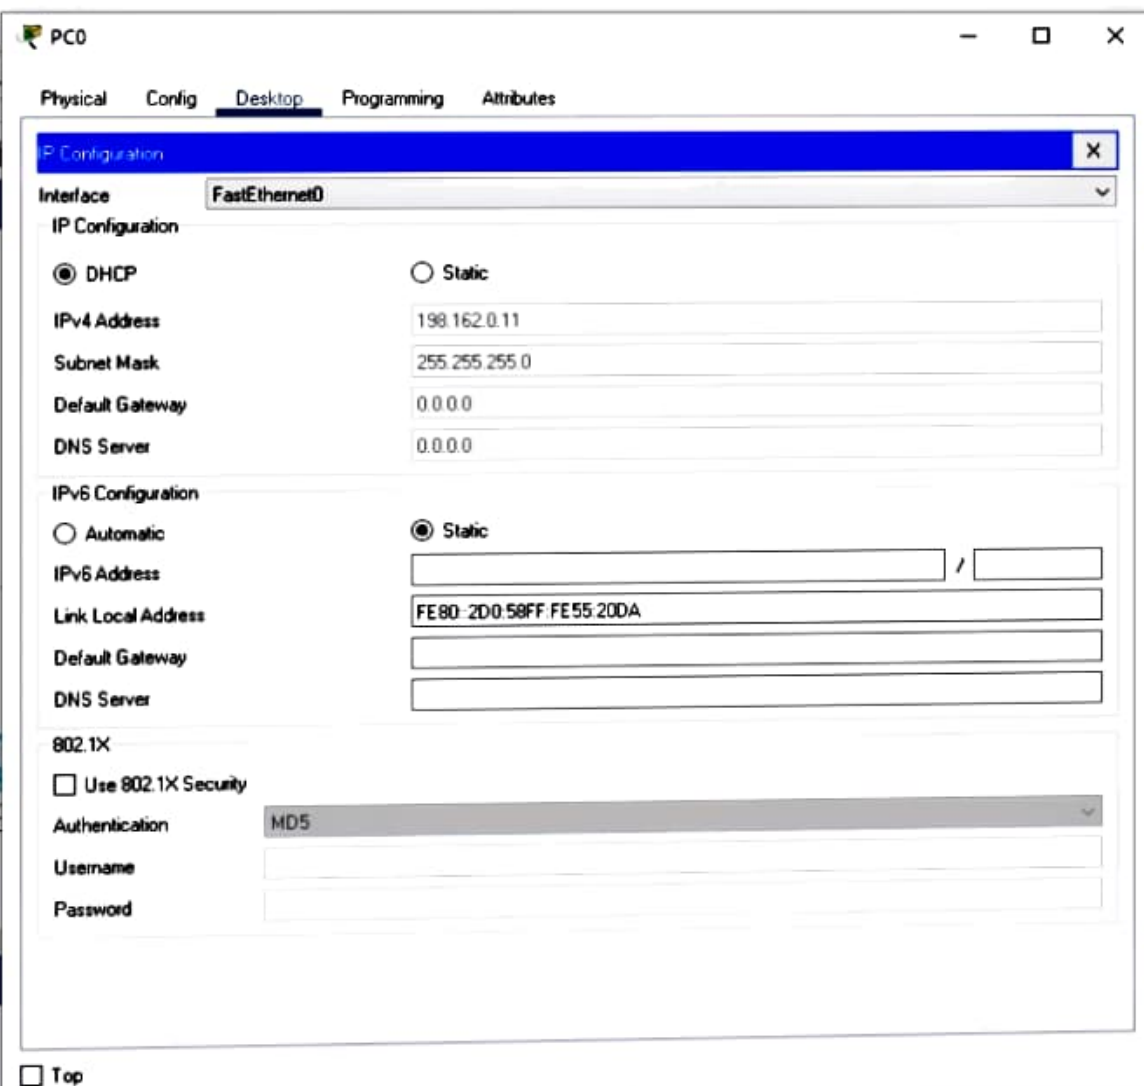 PC0
Physical Config Desktop Programming Attributes
IP Configuration
Interface FastEthernet0
IP Configuration
DHCP Static
IPv4 Address 198.162.0.11
Subnet Mask 255.255.255.0
Default Gateway 0.0.0.0
DNS Server 0.0.0.0
IPv6 Configuration
Automatic Static
IPv6 Address /
Link Local Address FE80::2D0:58FF:FE55:20DA
Default Gateway
DNS Server
802.1X
Use 802.1X Security
Authentication MD5
Username
Password
Top